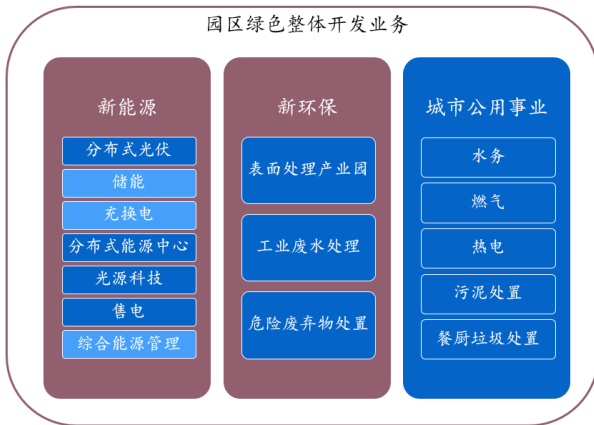 园区绿色整体开发业务
新能源
分布式光伏
储能
充换电
分布式能源中心
光源科技
售电
综合能源管理
新环保
表面处理产业园
工业废水处理
危险废弃物处置
城市公用事业
水务
燃气
热电
污泥处置
餐厨垃圾处置